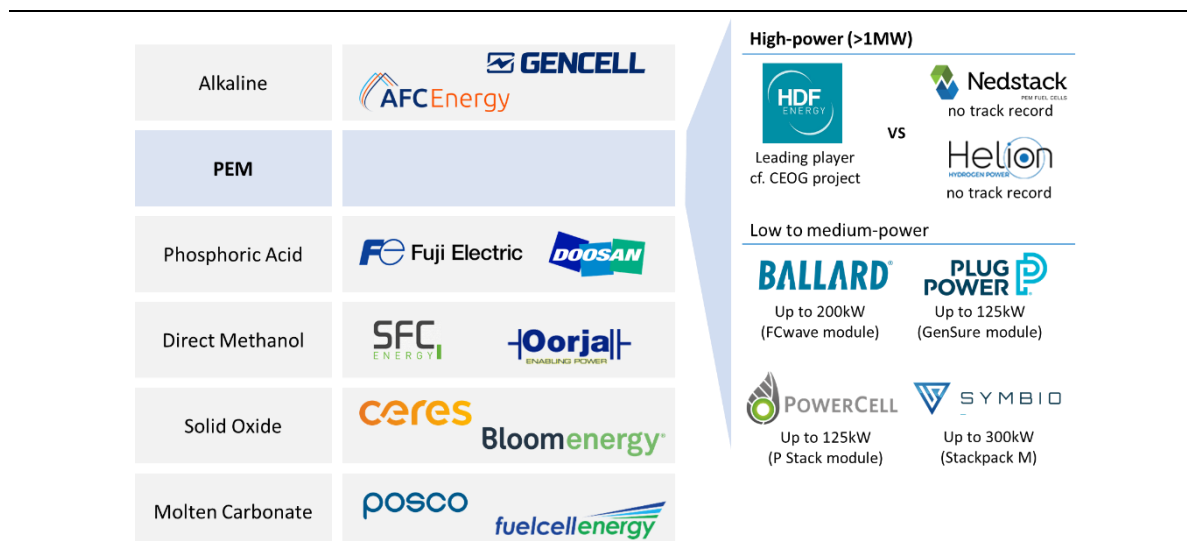 Alkaline
GENCELL
AFC Energy
PEM
Phosphoric Acid
Fe Fuji Electric
DOOSAN
Direct Methanol
SFC
ENERGY
Oorja
ENABLING POWER
Solid Oxide
ceres
Bloomenergy
Molten Carbonate
posco
fuelcellenergy
High-power (>1MW)
HDF
ENERGY
Leading player
cf. CEOG project
vs
Nedstack
PEM FUEL CELLS
no track record
Helion
HYDROGEN POWER
no track record
Low to medium-power
BALLARD
Up to 200kW
(FCwave module)
PLUG
POWER
Up to 125kW
(GenSure module)
POWERCELL
Up to 125kW
(P Stack module)
SYMBIO
Up to 300kW
(Stackpack M)